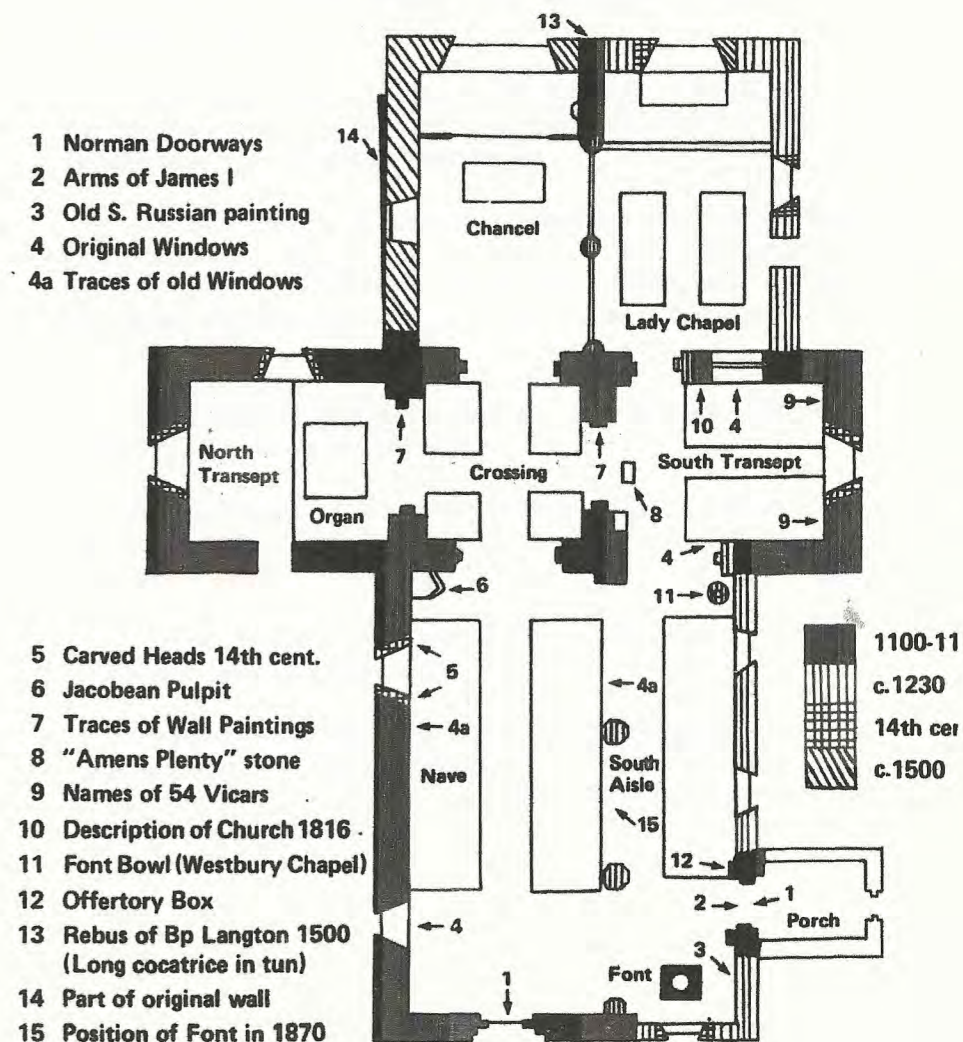 13
1 Norman Doorways
2 Arms of James I
3 Old S. Russian painting
4 Original Windows
4a Traces of old Windows
14
Chancel
Lady Chapel
9
10 4
North Transept
7
Crossing
7
South Transept
Organ
8
9
4
6
11
5 Carved Heads 14th cent.
6 Jacobean Pulpit
7 Traces of Wall Paintings
8 "Amens Plenty" stone
9 Names of 54 Vicars
10 Description of Church 1816
11 Font Bowl (Westbury Chapel)
12 Offertory Box
13 Rebus of Bp Langton 1500
(Long cocatrice in tun)
14 Part of original wall
15 Position of Font in 1870
5
4a
4a
Nave
South
Aisle
15
12
2 1
Porch
4
3
Font
1
1100-11
c.1230
14th cer
c.1500